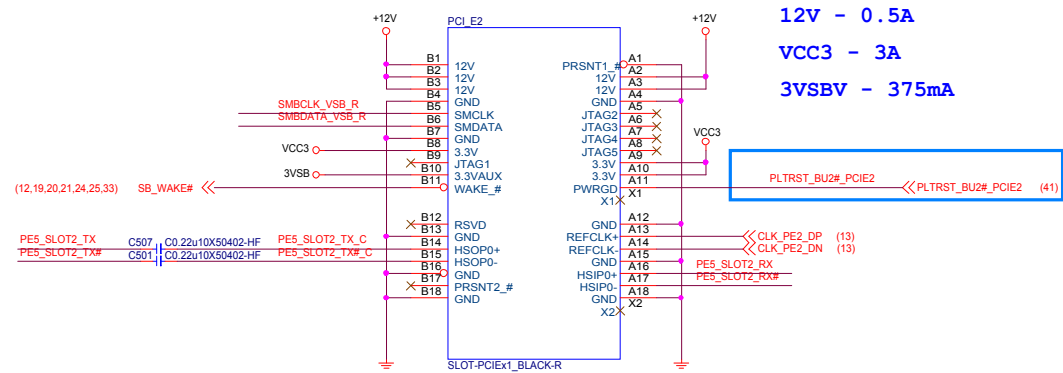 12V - 0.5A
VCC3 - 3A
3VSBV - 375mA
+12V
PCI_E2
+12V
B1 12V
B2 12V
B3 12V
B4 GND
SMBCLK_VSB_R B5 SMCLK
SMBDATA_VSB_R B6 SMDATA
B7 GND
VCC3 B8 3.3V
B9 JTAG1
3VSB B10 3.3VAUX
(12,19,20,21,24,25,33) SB_WAKE# B11 WAKE_#
B12 RSVD
B13 GND
PE5_SLOT2_TX C507 C0.22u10X50402-HF PE5_SLOT2_TX_C B14 HSOP0+
PE5_SLOT2_TX# C501 C0.22u10X50402-HF PE5_SLOT2_TX#_C B15 HSOP0-
B16 GND
B17 PRSNT2_#
B18 GND
PRSNT1_# A1
12V A2
12V A3
GND A4
JTAG2 A5
JTAG3 A6
JTAG4 A7
JTAG5 A8
VCC3
3.3V A9
3.3V A10
PWRGD A11 PLTRST_BU2#_PCIE2 PLTRST_BU2#_PCIE2 (41)
X1 X1
GND A12
REFCLK+ A13 CLK_PE2_DP (13)
REFCLK- A14 CLK_PE2_DN (13)
GND A15
HSIP0+ A16 PE5_SLOT2_RX
HSIP0- A17 PE5_SLOT2_RX#
GND A18
X2 X2
SLOT-PCIEx1_BLACK-R